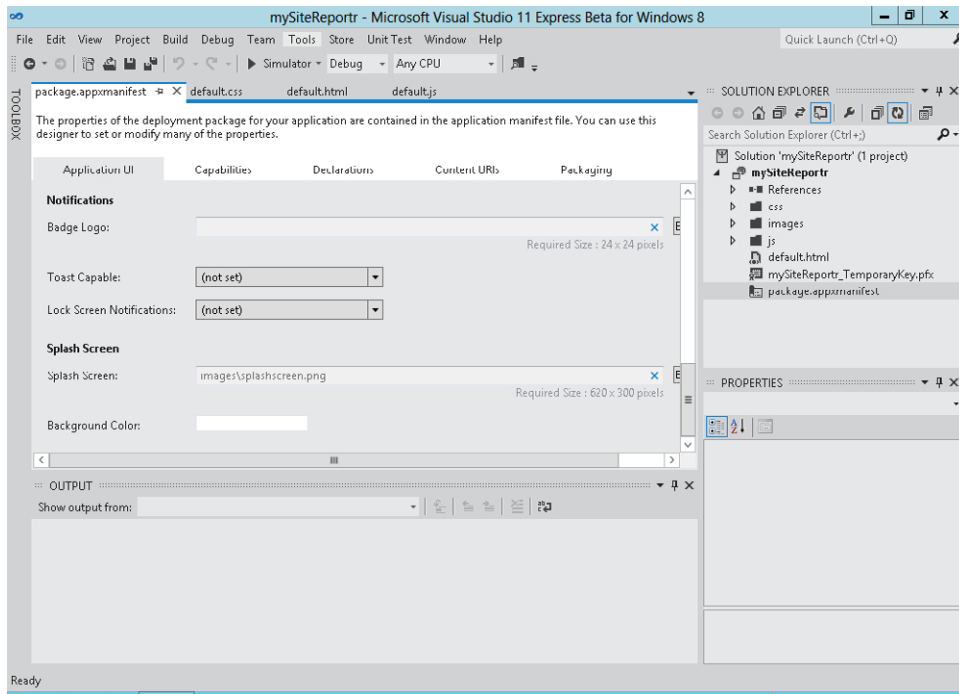 mySiteReportr - Microsoft Visual Studio 11 Express Beta for Windows 8
File Edit View Project Build Debug Team Tools Store Unit Test Window Help
Quick Launch (Ctrl+Q)
Simulator Debug Any CPU
TOOLBOX
package.appxmanifest default.css default.html default.js
The properties of the deployment package for your application are contained in the application manifest file. You can use this
designer to set or modify many of the properties.
Application UI Capabilities Declarations Content URIs Packaging
Notifications
Badge Logo:
Required Size : 24 x 24 pixels
Toast Capable: (not set)
Lock Screen Notifications: (not set)
Splash Screen
Splash Screen: images\splashscreen.png
Required Size : 620 x 300 pixels
Background Color:
OUTPUT
Show output from:
SOLUTION EXPLORER
Search Solution Explorer (Ctrl+;)
Solution 'mySiteReportr' (1 project)
mySiteReportr
References
css
images
js
default.html
mySiteReportr_TemporaryKey.pfx
package.appxmanifest
PROPERTIES
Ready